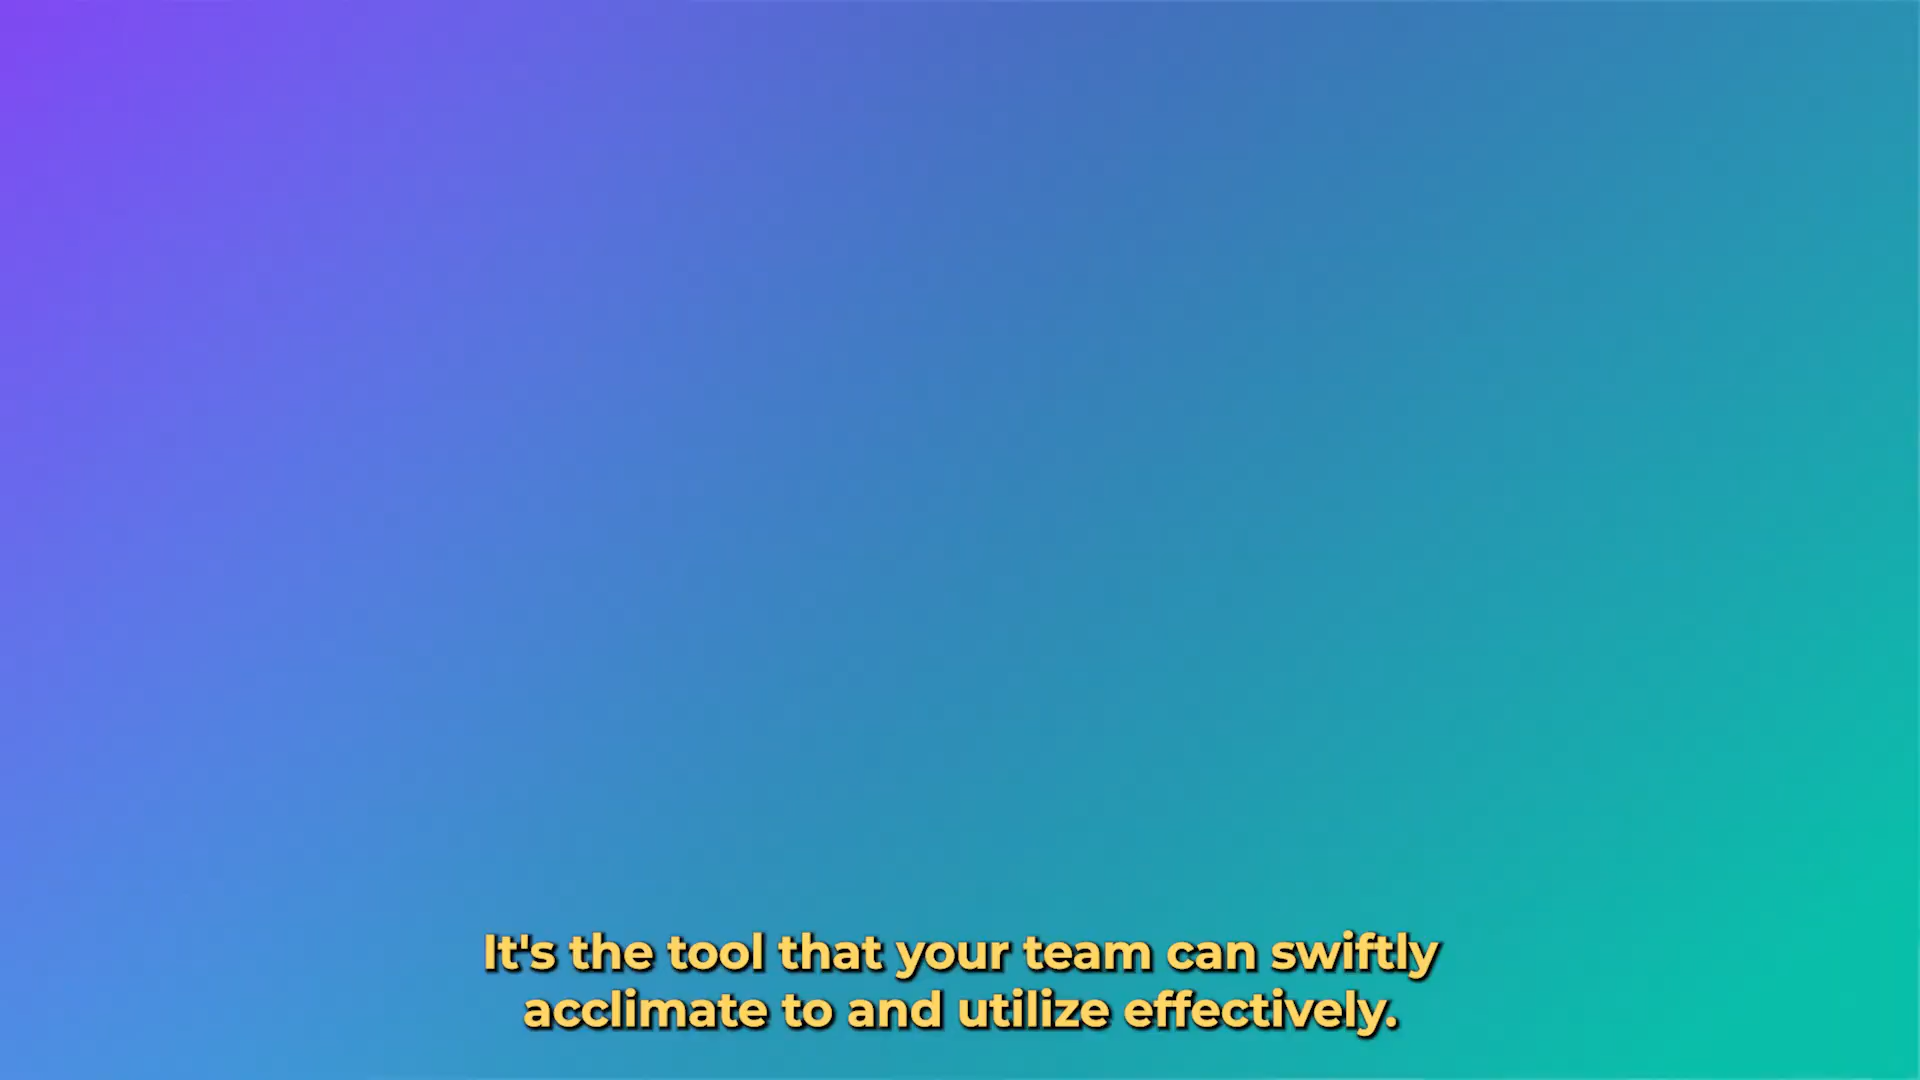 It's the tool that your team can swiftly
acclimate to and utilize effectively.